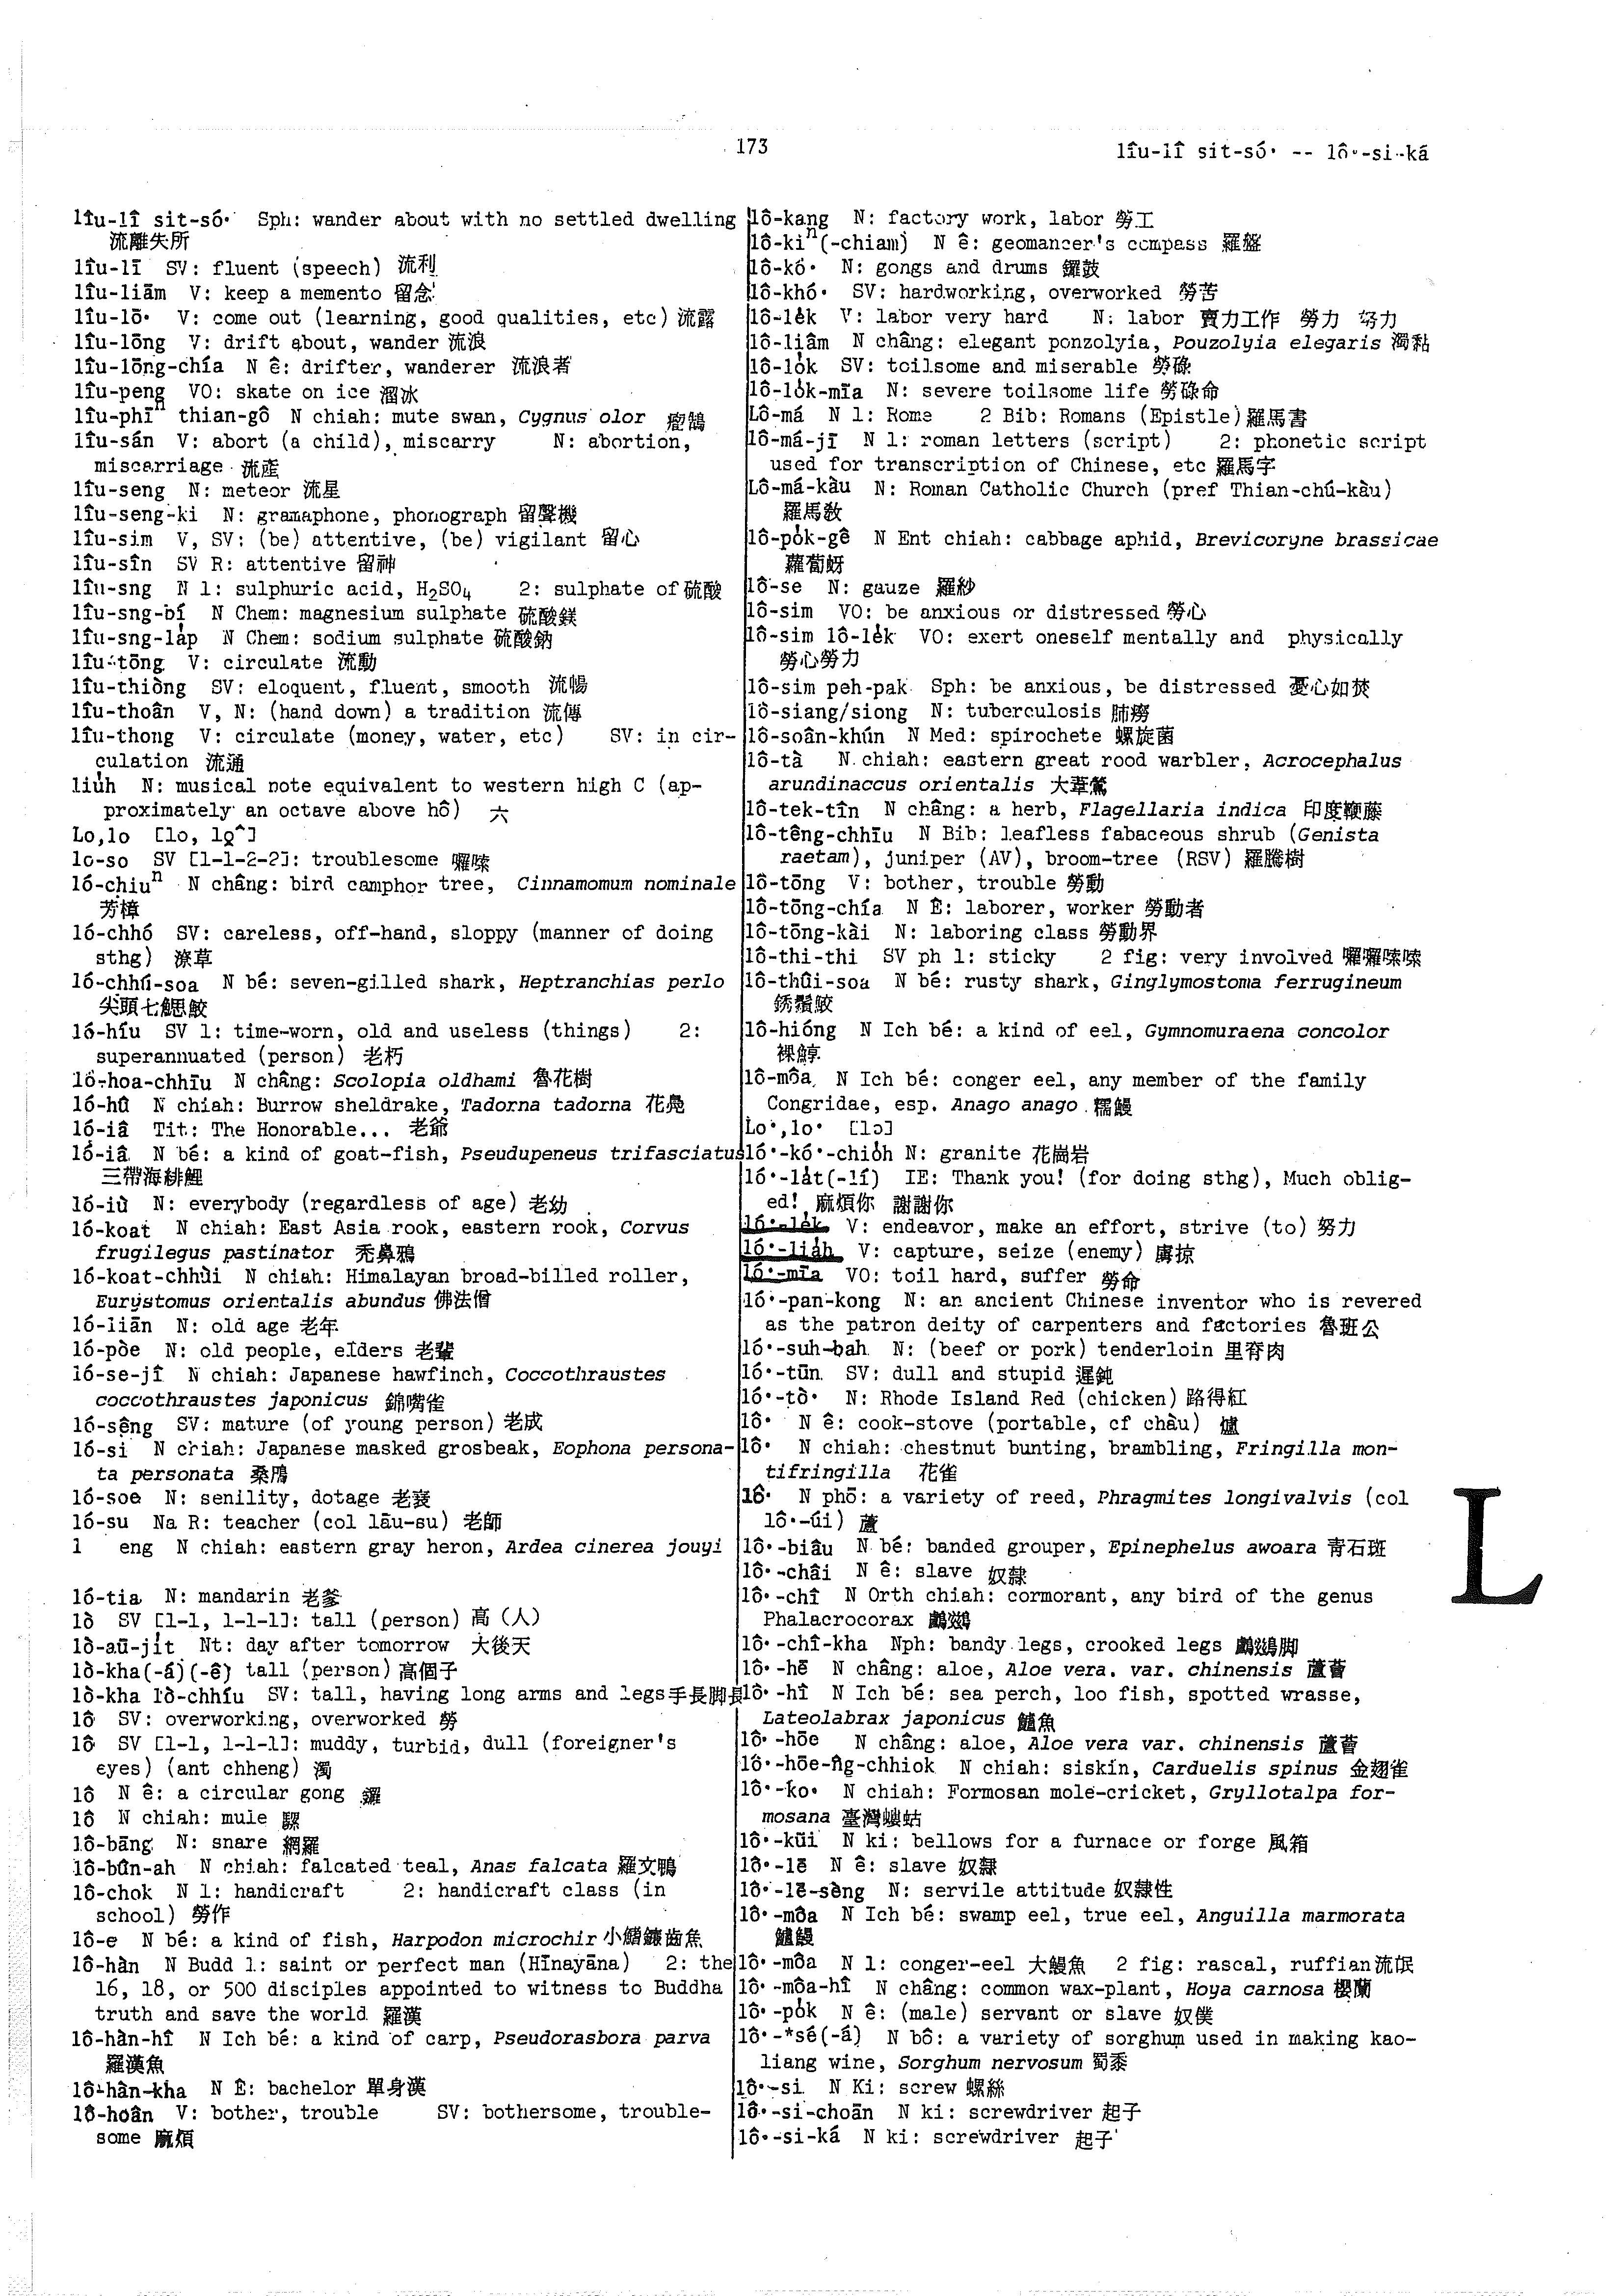 173
lîu-lî sit-só· -- lô·-si-ká
lîu-lî sit-só· Sph: wander about with no settled dwelling
流離失所
lîu-lī SV: fluent (speech) 流利
lîu-liām V: keep a memento 留念
lîu-lō· V: come out (learning, good qualities, etc) 流露
lîu-lōng V: drift about, wander 流浪
lîu-lōng-chía N ê: drifter, wanderer 流浪者
lîu-peng VO: skate on ice 溜冰
lîu-phīⁿ thian-gô N chiah: mute swan, Cygnus olor 瘤鵠
lîu-sán V: abort (a child), miscarry N: abortion,
miscarriage 流產
lîu-seng N: meteor 流星
lîu-seng-ki N: gramaphone, phonograph 留聲機
lîu-sim V, SV: (be) attentive, (be) vigilant 留心
lîu-sîn SV R: attentive 留神
lîu-sng N 1: sulphuric acid, H₂SO₄ 2: sulphate of 硫酸
lîu-sng-bí N Chem: magnesium sulphate 硫酸鎂
lîu-sng-la̍p N Chem: sodium sulphate 硫酸鈉
lîu-tōng V: circulate 流動
lîu-thiòng SV: eloquent, fluent, smooth 流暢
lîu-thoân V, N: (hand down) a tradition 流傳
lîu-thong V: circulate (money, water, etc) SV: in cir-
culation 流通
liu̍h N: musical note equivalent to western high C (ap-
proximately an octave above hô) 六
Lo,lo [lo, lə^]
lo-so SV [1-1-2-2]: troublesome 囉嗦
ló-chiuⁿ N châng: bird camphor tree, Cinnamomum nominale
芳樟
ló-chhó SV: careless, off-hand, sloppy (manner of doing
sthg) 潦草
ló-chhú-soa N bé: seven-gilled shark, Heptranchias perlo
尖頭七鰓鮫
ló-híu SV 1: time-worn, old and useless (things) 2:
superannuated (person) 老朽
ló-hoa-chhīu N châng: Scolopia oldhami 魯花樹
ló-hû N chiah: Burrow sheldrake, Tadorna tadorna 花鳧
ló-iâ Tit: The Honorable... 老爺
ló-iâ N bé: a kind of goat-fish, Pseudupeneus trifasciatus
三帶海緋鯉
ló-iù N: everybody (regardless of age) 老幼
ló-koat N chiah: East Asia rook, eastern rook, Corvus
frugilegus pastinator 禿鼻鴉
ló-koat-chhùi N chiah: Himalayan broad-billed roller,
Eurystomus orientalis abundus 佛法僧
ló-liān N: old age 老年
ló-pòe N: old people, elders 老輩
ló-se-jî N chiah: Japanese hawfinch, Coccothraustes
coccothraustes japonicus 錦嘴雀
ló-sêng SV: mature (of young person) 老成
ló-si N chiah: Japanese masked grosbeak, Eophona persona-
ta personata 桑鳲
ló-soe N: senility, dotage 老衰
ló-su Na R: teacher (col lāu-su) 老師
l eng N chiah: eastern gray heron, Ardea cinerea jouyi
ló-tia N: mandarin 老爹
lò SV [1-1, 1-1-1]: tall (person) 高（人）
lò-aū-ji̍t Nt: day after tomorrow 大後天
lò-kha(-á)(-ê) tall (person) 高個子
lò-kha lò-chhíu SV: tall, having long arms and legs 手長脚長
lô SV: overworking, overworked 勞
lô SV [1-1, 1-1-1]: muddy, turbid, dull (foreigner's
eyes) (ant chheng) 濁
lô N ê: a circular gong 鑼
lô N chiah: mule 騾
lô-bāng N: snare 網羅
lô-bûn-ah N chiah: falcated teal, Anas falcata 羅文鴨
lô-chok N 1: handicraft 2: handicraft class (in
school) 勞作
lô-e N bé: a kind of fish, Harpodon microchir 小鰭鐮齒魚
lô-hàn N Budd 1: saint or perfect man (Hīnayāna) 2: the
16, 18, or 500 disciples appointed to witness to Buddha
truth and save the world 羅漢
lô-hàn-hî N Ich bé: a kind of carp, Pseudorasbora parva
羅漢魚
lô-hàn-kha N Ê: bachelor 單身漢
lô-hoân V: bother, trouble SV: bothersome, trouble-
some 麻煩
lô-kang N: factory work, labor 勞工
lô-kiⁿ(-chiam) N ê: geomancer's compass 羅盤
lô-kó· N: gongs and drums 鑼鼓
lô-khó· SV: hardworking, overworked 勞苦
lô-le̍k V: labor very hard N: labor 賣力工作 勞力 努力
lô-liâm N châng: elegant ponzolyia, Pouzolyia elegaris 濁黏
lô-lo̍k SV: toilsome and miserable 勞碌
lô-lo̍k-mīa N: severe toilsome life 勞碌命
Lô-má N 1: Rome 2 Bib: Romans (Epistle) 羅馬書
lô-má-jī N 1: roman letters (script) 2: phonetic script
used for transcription of Chinese, etc 羅馬字
Lô-má-kàu N: Roman Catholic Church (pref Thian-chú-kàu)
羅馬教
lô-po̍k-gê N Ent chiah: cabbage aphid, Brevicoryne brassicae
蘿蔔蚜
lô-se N: gauze 羅紗
lô-sim VO: be anxious or distressed 勞心
lô-sim lô-le̍k VO: exert oneself mentally and physically
勞心勞力
lô-sim peh-pak Sph: be anxious, be distressed 憂心如焚
lô-siang/siong N: tuberculosis 肺癆
lô-soân-khún N Med: spirochete 螺旋菌
lô-tà N chiah: eastern great rood warbler, Acrocephalus
arundinaccus orientalis 大葦鶯
lô-tek-tîn N châng: a herb, Flagellaria indica 印度鞭藤
lô-têng-chhīu N Bib: leafless fabaceous shrub (Genista
raetam), juniper (AV), broom-tree (RSV) 羅騰樹
lô-tōng V: bother, trouble 勞動
lô-tōng-chía N Ê: laborer, worker 勞動者
lô-tōng-kài N: laboring class 勞動界
lô-thi-thi SV ph 1: sticky 2 fig: very involved 囉囉嗦嗦
lô-thûi-soa N bé: rusty shark, Ginglymostoma ferrugineum
銹鬚鮫
lô-hióng N Ich bé: a kind of eel, Gymnomuraena concolor
裸鯙
lô-môa N Ich bé: conger eel, any member of the family
Congridae, esp. Anago anago 糯鰻
Lo·,lo· [lɔ]
ló·-kó·-chio̍h N: granite 花崗岩
ló·-la̍t(-lí) IE: Thank you! (for doing sthg), Much oblig-
ed! 麻煩你 謝謝你
ló·-le̍k V: endeavor, make an effort, strive (to) 努力
ló·-lia̍h V: capture, seize (enemy) 虜掠
ló·-mīa VO: toil hard, suffer 勞命
ló·-pan-kong N: an ancient Chinese inventor who is revered
as the patron deity of carpenters and factories 魯班公
ló·-suh-bah N: (beef or pork) tenderloin 里脊肉
ló·-tūn SV: dull and stupid 遲鈍
ló·-tò· N: Rhode Island Red (chicken) 路得紅
lô· N ê: cook-stove (portable, cf chàu) 爐
lô· N chiah: chestnut bunting, brambling, Fringilla mon-
tifringilla 花雀
lô· N phō: a variety of reed, Phragmites longivalvis (col
lô·-úi) 蘆
lô·-biâu N bé: banded grouper, Epinephelus awoara 青石斑
lô·-châi N ê: slave 奴隸
lô·-chî N Orth chiah: cormorant, any bird of the genus
Phalacrocorax 鸕鷀
lô·-chî-kha Nph: bandy legs, crooked legs 鸕鷀脚
lô·-hē N châng: aloe, Aloe vera. var. chinensis 蘆薈
lô·-hî N Ich bé: sea perch, loo fish, spotted wrasse,
Lateolabrax japonicus 鱸魚
lô·-hōe N châng: aloe, Aloe vera var. chinensis 蘆薈
lô·-hōe-n̂g-chhiok N chiah: siskin, Carduelis spinus 金翅雀
lô·-ko· N chiah: Formosan mole-cricket, Gryllotalpa for-
mosana 臺灣螻蛄
lô·-kūi N ki: bellows for a furnace or forge 風箱
lô·-lē N ê: slave 奴隸
lô·-lē-sèng N: servile attitude 奴隸性
lô·-môa N Ich bé: swamp eel, true eel, Anguilla marmorata
鱸鰻
lô·-môa N 1: conger-eel 大鰻魚 2 fig: rascal, ruffian 流氓
lô·-môa-hî N châng: common wax-plant, Hoya carnosa 櫻蘭
lô·-po̍k N ê: (male) servant or slave 奴僕
lô·-*sé(-á) N bô: a variety of sorghum used in making kao-
liang wine, Sorghum nervosum 蜀黍
lô·-si N Ki: screw 螺絲
lô·-si-choān N ki: screwdriver 起子
lô·-si-ká N ki: screwdriver 起子
L